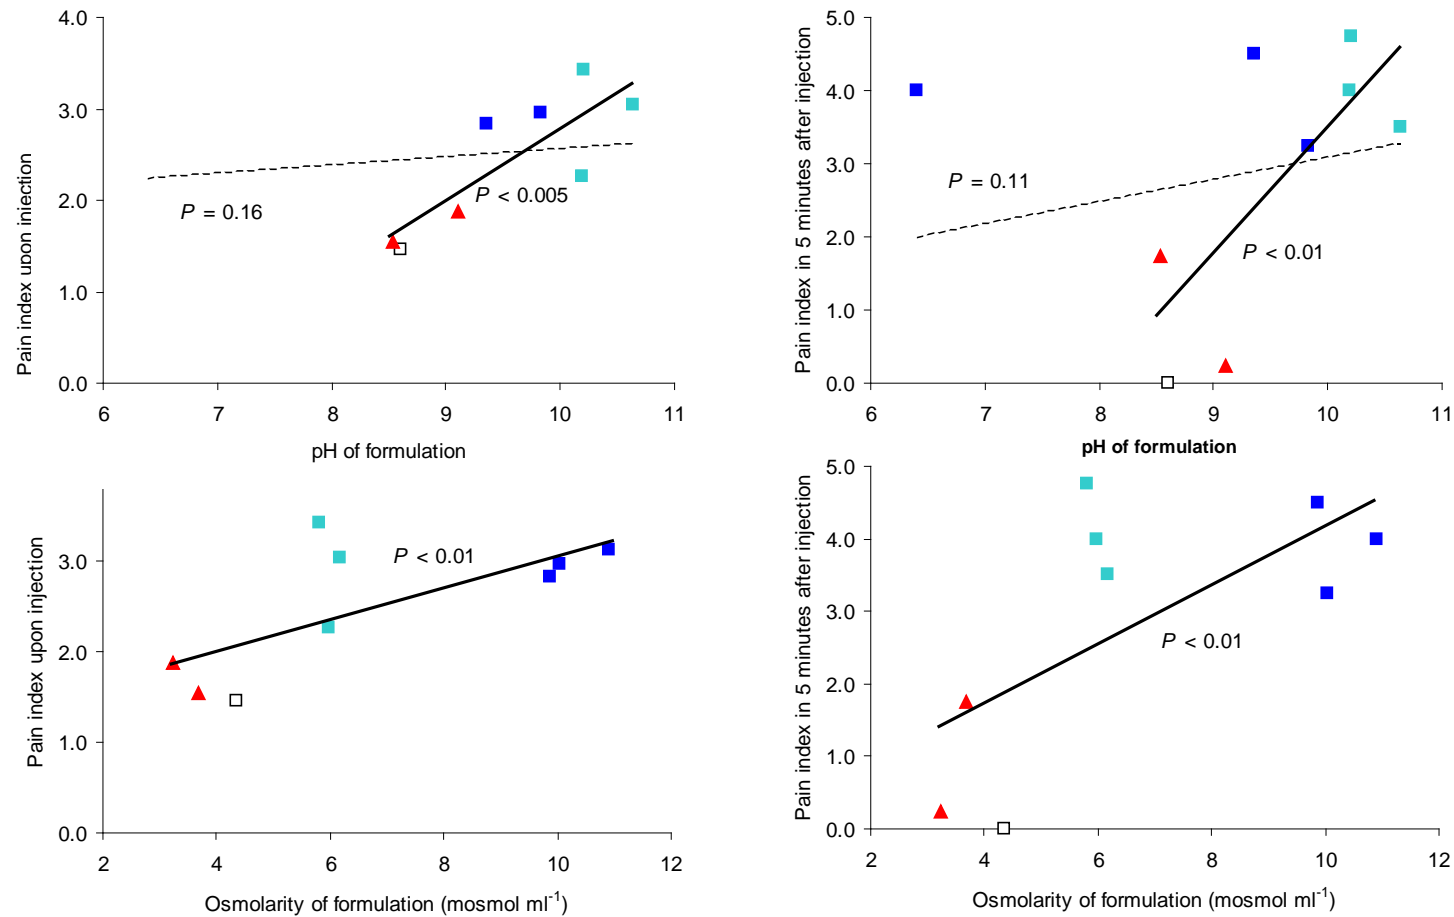 4.0
3.0
2.0
1.0
0.0
Pain index upon iniection
P = 0.16
P < 0.005
6 7 8 9 10 11
pH of formulation
5.0
4.0
3.0
2.0
1.0
0.0
Pain index in 5 minutes after injection
P = 0.11
P < 0.01
6 7 8 9 10 11
pH of formulation
3.0
2.0
1.0
0.0
Pain index upon injection
P < 0.01
2 4 6 8 10 12
Osmolarity of formulation (mosmol ml-1)
5.0
4.0
3.0
2.0
1.0
0.0
Pain index in 5 minutes after injection
P < 0.01
2 4 6 8 10 12
Osmolarity of formulation (mosmol ml-1)